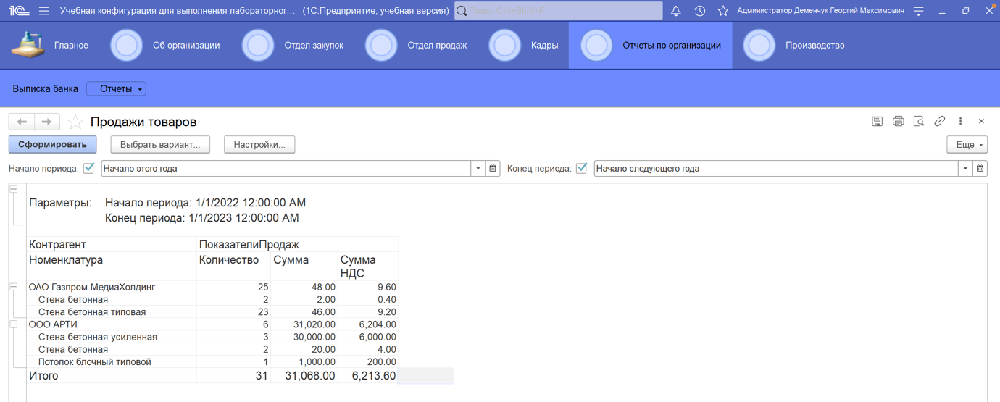 1С Учебная конфигурация для выполнения лабораторног... (1С:Предприятие, учебная версия) Поиск Ctrl+Shift+F Администратор Деменчук Георгий Максимович
Главное Об организации Отдел закупок Отдел продаж Кадры Отчеты по организации Производство
Выписка банка Отчеты
Продажи товаров
Сформировать Выбрать вариант... Настройки... Еще
Начало периода: Начало этого года Конец периода: Начало следующего года
Параметры: Начало периода: 1/1/2022 12:00:00 AM
Конец периода: 1/1/2023 12:00:00 AM
Контрагент ПоказателиПродаж
Номенклатура Количество Сумма Сумма
НДС
ОАО Газпром МедиаХолдинг 25 48.00 9.60
Стена бетонная 2 2.00 0.40
Стена бетонная типовая 23 46.00 9.20
ООО АРТИ 6 31,020.00 6,204.00
Стена бетонная усиленная 3 30,000.00 6,000.00
Стена бетонная 2 20.00 4.00
Потолок блочный типовой 1 1,000.00 200.00
Итого 31 31,068.00 6,213.60